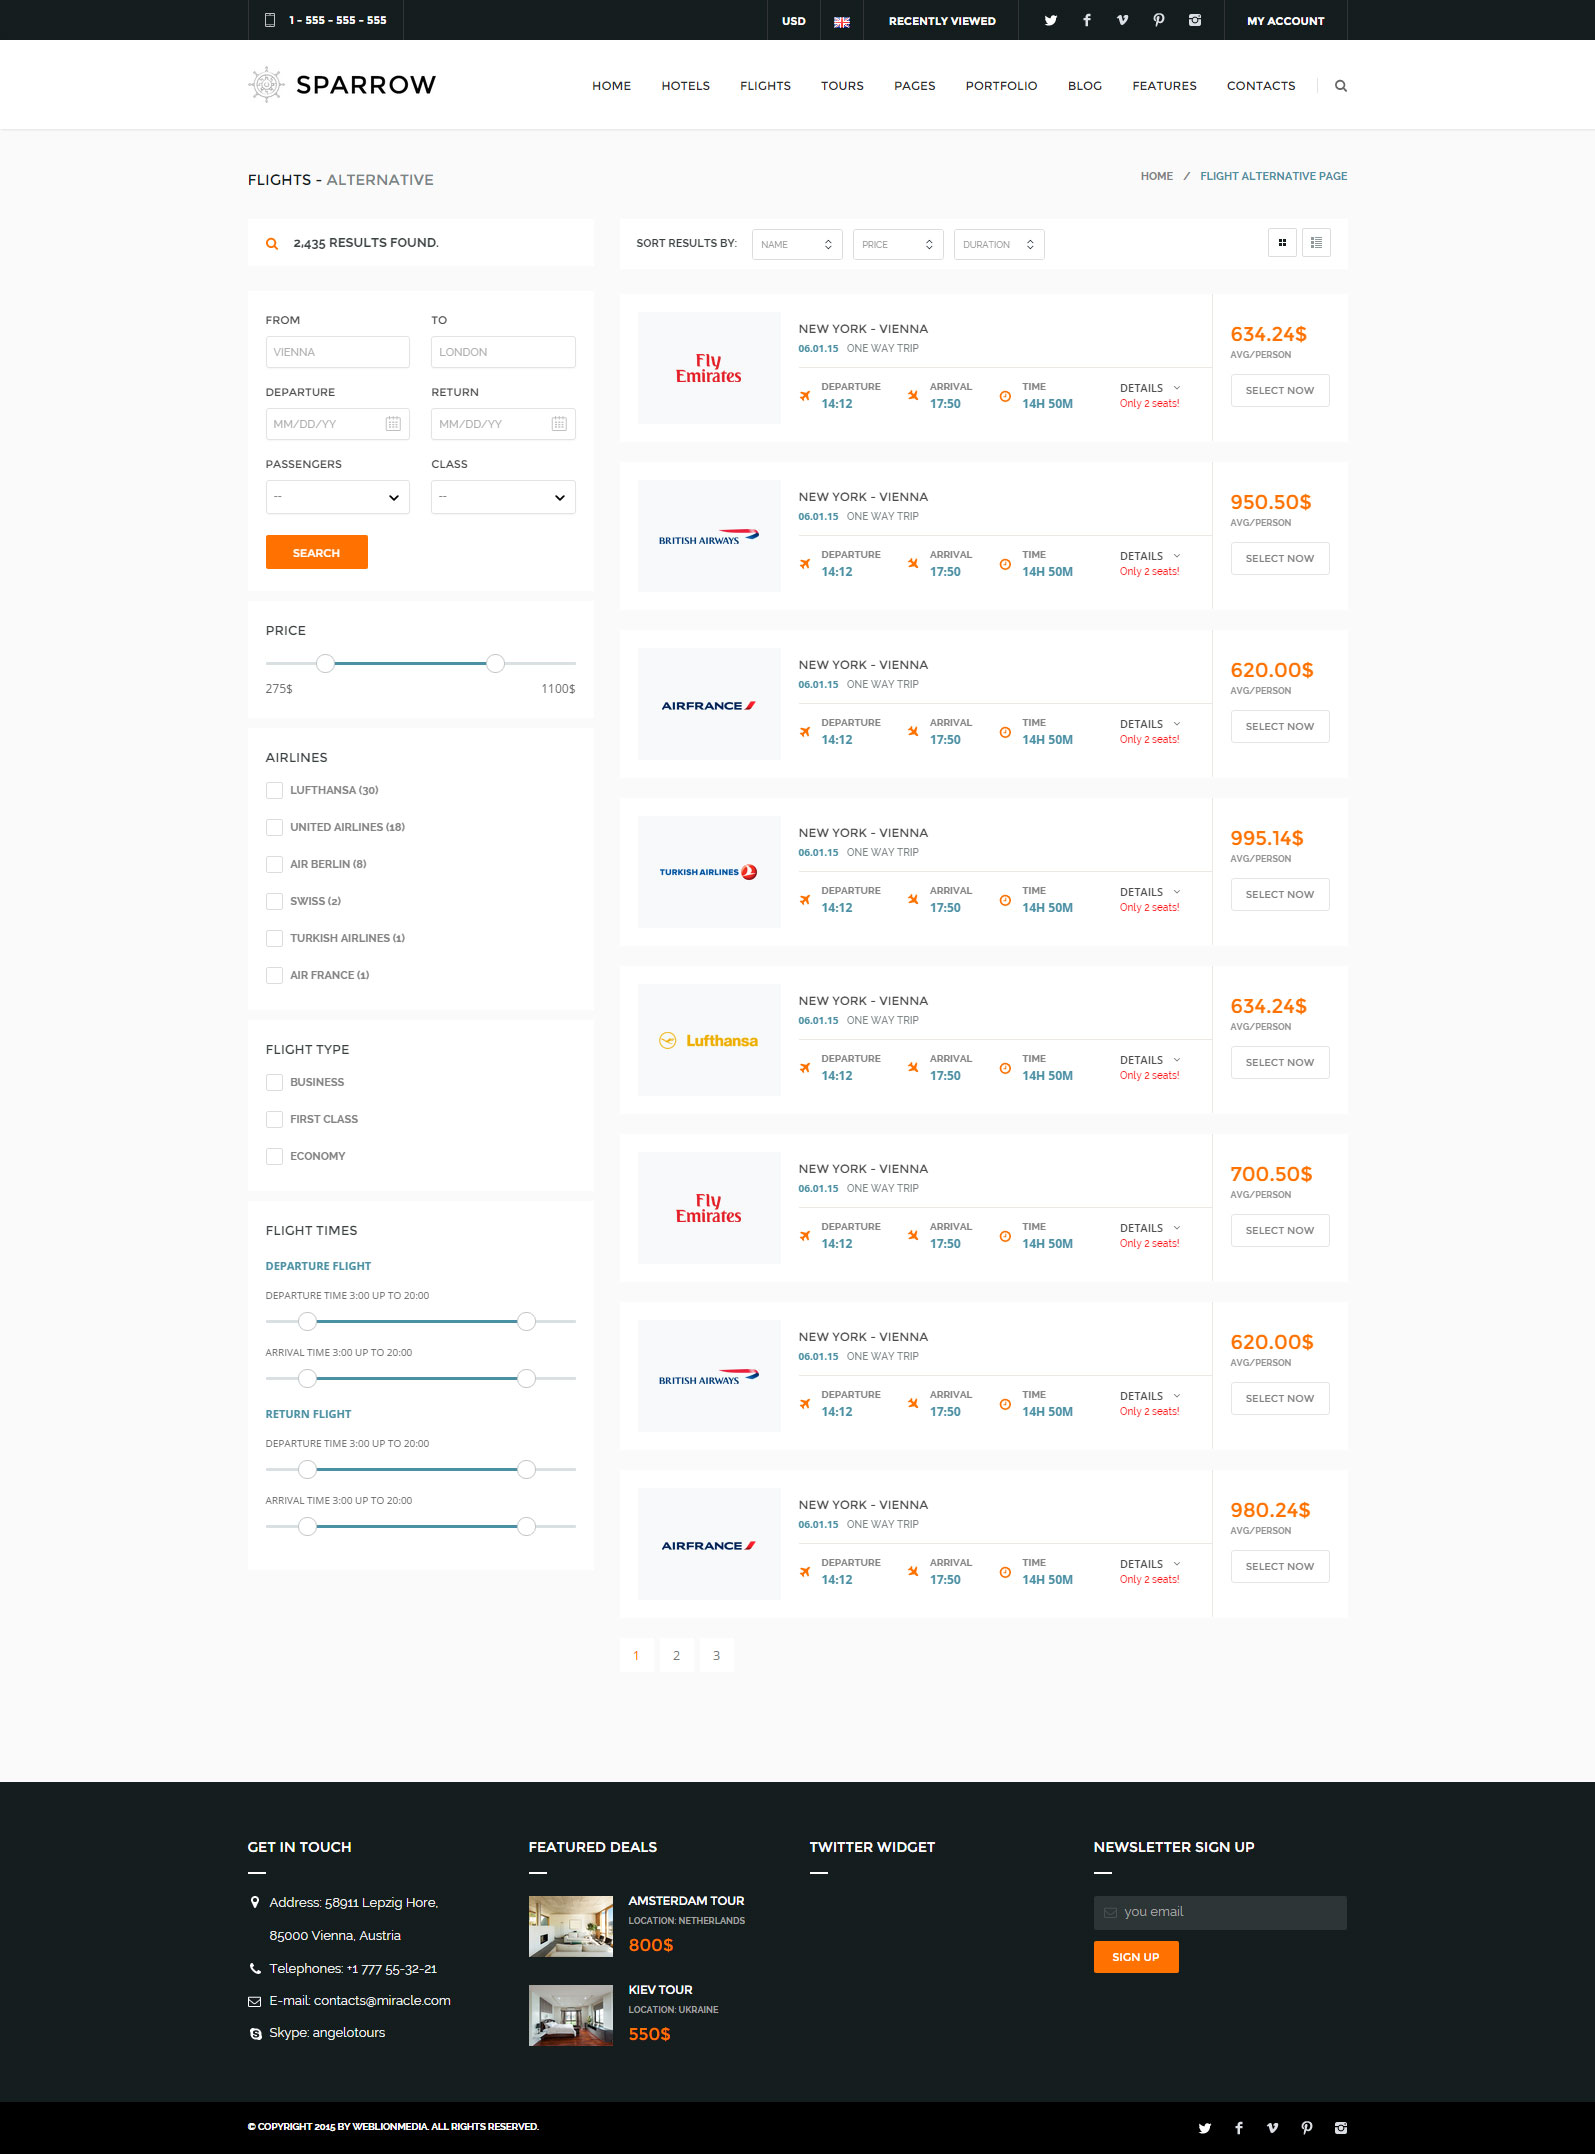 1 - 555 - 555 - 555
USD
RECENTLY VIEWED
MY ACCOUNT
SPARROW
HOME HOTELS FLIGHTS TOURS PAGES PORTFOLIO BLOG FEATURES CONTACTS
FLIGHTS - ALTERNATIVE
HOME / FLIGHT ALTERNATIVE PAGE
2,435 RESULTS FOUND.
FROM TO
VIENNA LONDON
DEPARTURE RETURN
MM/DD/YY MM/DD/YY
PASSENGERS CLASS
-- --
SEARCH
PRICE
275$ 1100$
AIRLINES
LUFTHANSA (30)
UNITED AIRLINES (18)
AIR BERLIN (8)
SWISS (2)
TURKISH AIRLINES (1)
AIR FRANCE (1)
FLIGHT TYPE
BUSINESS
FIRST CLASS
ECONOMY
FLIGHT TIMES
DEPARTURE FLIGHT
DEPARTURE TIME 3:00 UP TO 20:00
ARRIVAL TIME 3:00 UP TO 20:00
RETURN FLIGHT
DEPARTURE TIME 3:00 UP TO 20:00
ARRIVAL TIME 3:00 UP TO 20:00
SORT RESULTS BY: NAME PRICE DURATION
Fly
Emirates
NEW YORK - VIENNA
06.01.15 ONE WAY TRIP
DEPARTURE ARRIVAL TIME DETAILS
14:12 17:50 14H 50M Only 2 seats!
634.24$
AVG/PERSON
SELECT NOW
BRITISH AIRWAYS
NEW YORK - VIENNA
06.01.15 ONE WAY TRIP
DEPARTURE ARRIVAL TIME DETAILS
14:12 17:50 14H 50M Only 2 seats!
950.50$
AVG/PERSON
SELECT NOW
AIRFRANCE
NEW YORK - VIENNA
06.01.15 ONE WAY TRIP
DEPARTURE ARRIVAL TIME DETAILS
14:12 17:50 14H 50M Only 2 seats!
620.00$
AVG/PERSON
SELECT NOW
TURKISH AIRLINES
NEW YORK - VIENNA
06.01.15 ONE WAY TRIP
DEPARTURE ARRIVAL TIME DETAILS
14:12 17:50 14H 50M Only 2 seats!
995.14$
AVG/PERSON
SELECT NOW
Lufthansa
NEW YORK - VIENNA
06.01.15 ONE WAY TRIP
DEPARTURE ARRIVAL TIME DETAILS
14:12 17:50 14H 50M Only 2 seats!
634.24$
AVG/PERSON
SELECT NOW
Fly
Emirates
NEW YORK - VIENNA
06.01.15 ONE WAY TRIP
DEPARTURE ARRIVAL TIME DETAILS
14:12 17:50 14H 50M Only 2 seats!
700.50$
AVG/PERSON
SELECT NOW
BRITISH AIRWAYS
NEW YORK - VIENNA
06.01.15 ONE WAY TRIP
DEPARTURE ARRIVAL TIME DETAILS
14:12 17:50 14H 50M Only 2 seats!
620.00$
AVG/PERSON
SELECT NOW
AIRFRANCE
NEW YORK - VIENNA
06.01.15 ONE WAY TRIP
DEPARTURE ARRIVAL TIME DETAILS
14:12 17:50 14H 50M Only 2 seats!
980.24$
AVG/PERSON
SELECT NOW
1 2 3
GET IN TOUCH
Address: 58911 Lepzig Hore,
85000 Vienna, Austria
Telephones: +1 777 55-32-21
E-mail: contacts@miracle.com
Skype: angelotours
FEATURED DEALS
AMSTERDAM TOUR
LOCATION: NETHERLANDS
800$
KIEV TOUR
LOCATION: UKRAINE
550$
TWITTER WIDGET
NEWSLETTER SIGN UP
you email
SIGN UP
© COPYRIGHT 2015 BY WEBLIONMEDIA. ALL RIGHTS RESERVED.